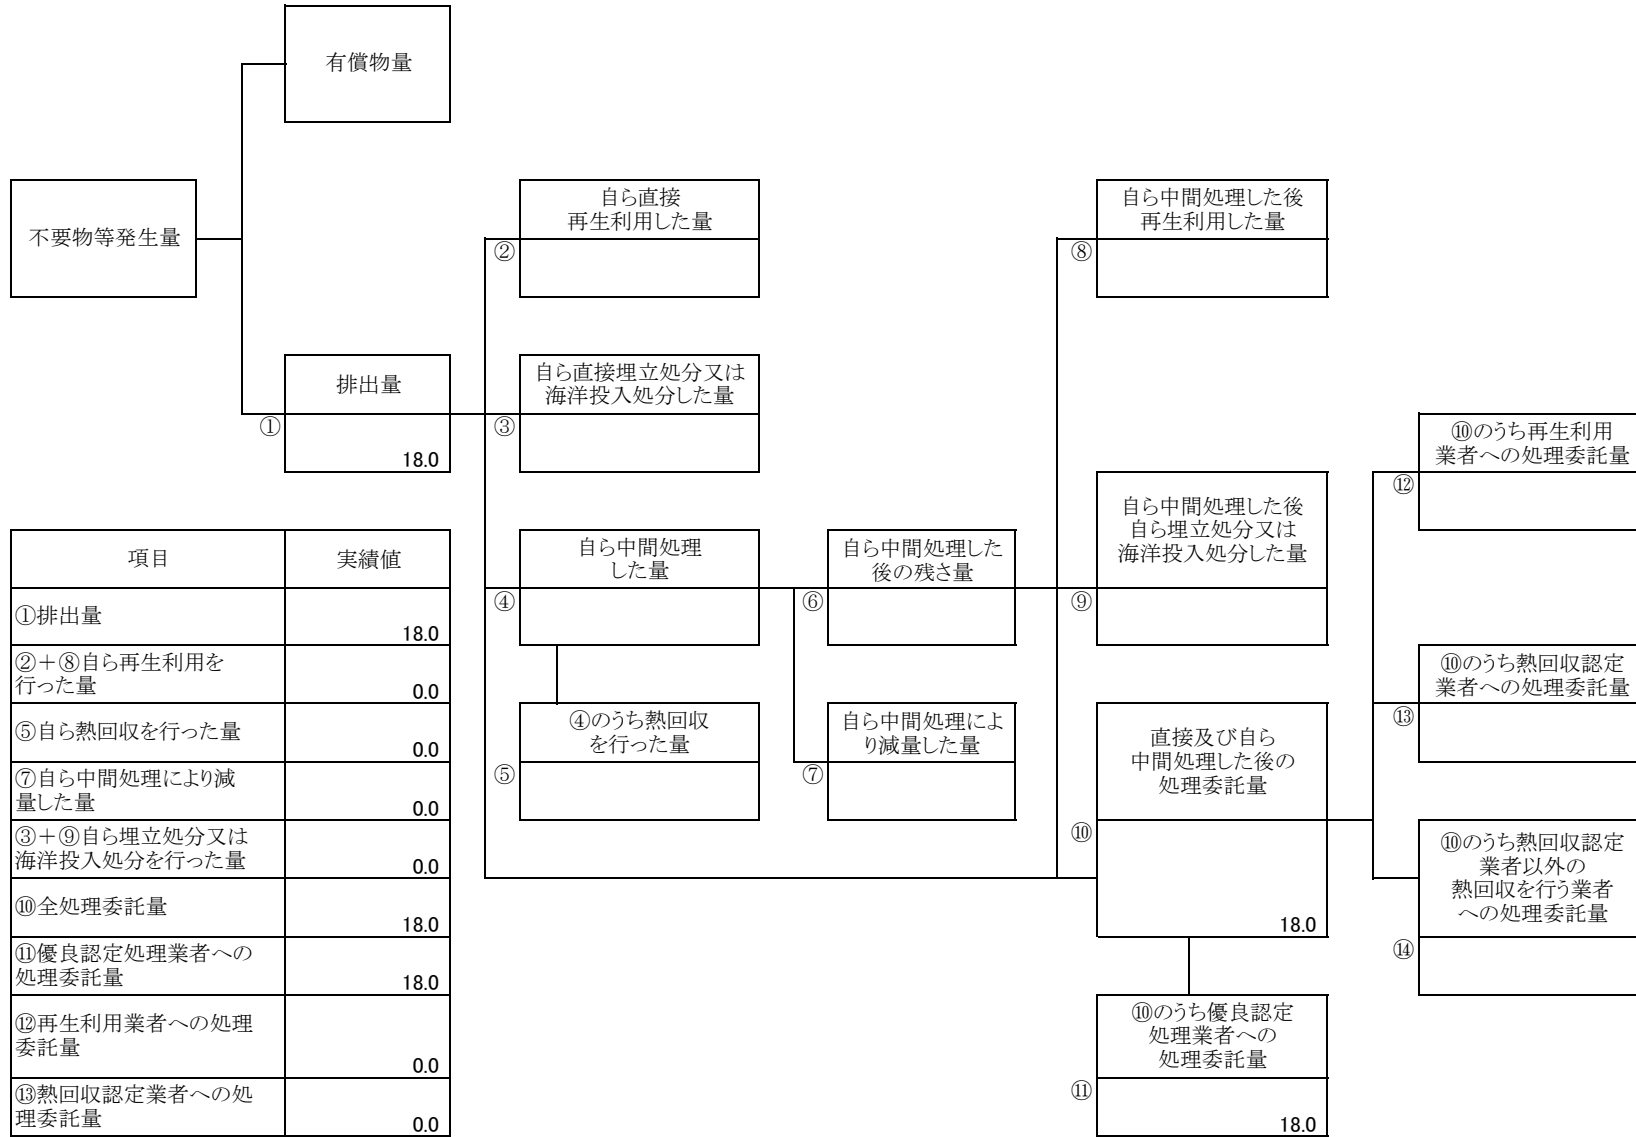 有償物量
不要物等発生量
排出量
①
18.0
自ら直接
再生利用した量
②
自ら直接埋立処分又は
海洋投入処分した量
③
自ら中間処理
した量
④
④のうち熱回収
を行った量
⑤
自ら中間処理した
後の残さ量
⑥
自ら中間処理によ
り減量した量
⑦
自ら中間処理した後
再生利用した量
⑧
自ら中間処理した後
自ら埋立処分又は
海洋投入処分した量
⑨
直接及び自ら
中間処理した後の
処理委託量
⑩
18.0
⑩のうち優良認定
処理業者への
処理委託量
⑪
18.0
⑩のうち再生利用
業者への処理委託量
⑫
⑩のうち熱回収認定
業者への処理委託量
⑬
⑩のうち熱回収認定
業者以外の
熱回収を行う業者
への処理委託量
⑭
項目 実績値
①排出量
18.0
②+⑧自ら再生利用を
行った量
0.0
⑤自ら熱回収を行った量
0.0
⑦自ら中間処理により減
量した量
0.0
③+⑨自ら埋立処分又は
海洋投入処分を行った量
0.0
⑩全処理委託量
18.0
⑪優良認定処理業者への
処理委託量
18.0
⑫再生利用業者への処理
委託量
0.0
⑬熱回収認定業者への処
理委託量
0.0